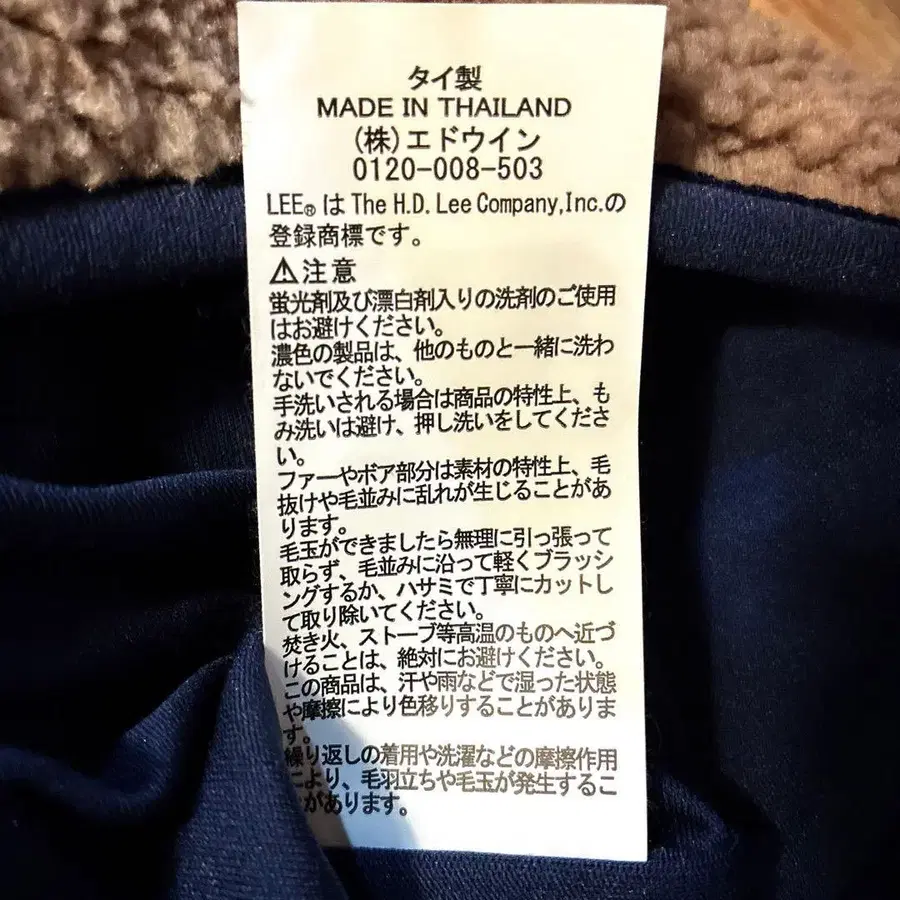 タイ製
MADE IN THAILAND
(株)エドウイン
0120-008-503
LEE® は The H.D. Lee Company,Inc.の
登録商標です。
⚠注意
蛍光剤及び漂白剤入りの洗剤のご使用
はお避けください。
濃色の製品は、他のものと一緒に洗わ
ないでください。
手洗いされる場合は商品の特性上、も
み洗いは避け、押し洗いをしてくださ
い。
ファーやボア部分は素材の特性上、毛
抜けや毛並みに乱れが生じることがあ
ります。
毛玉ができましたら無理に引っ張って
取らず、毛並みに沿って軽くブラッシ
ングするか、ハサミで丁寧にカットし
て取り除いてください。
焚き火、ストーブ等高温のものへ近づ
けることは、絶対にお避けください。
この商品は、汗や雨などで湿った状態
や摩擦により色移りすることがありま
す。
繰り返しの着用や洗濯などの摩擦作用
により、毛羽立ちや毛玉が発生するこ
とがあります。